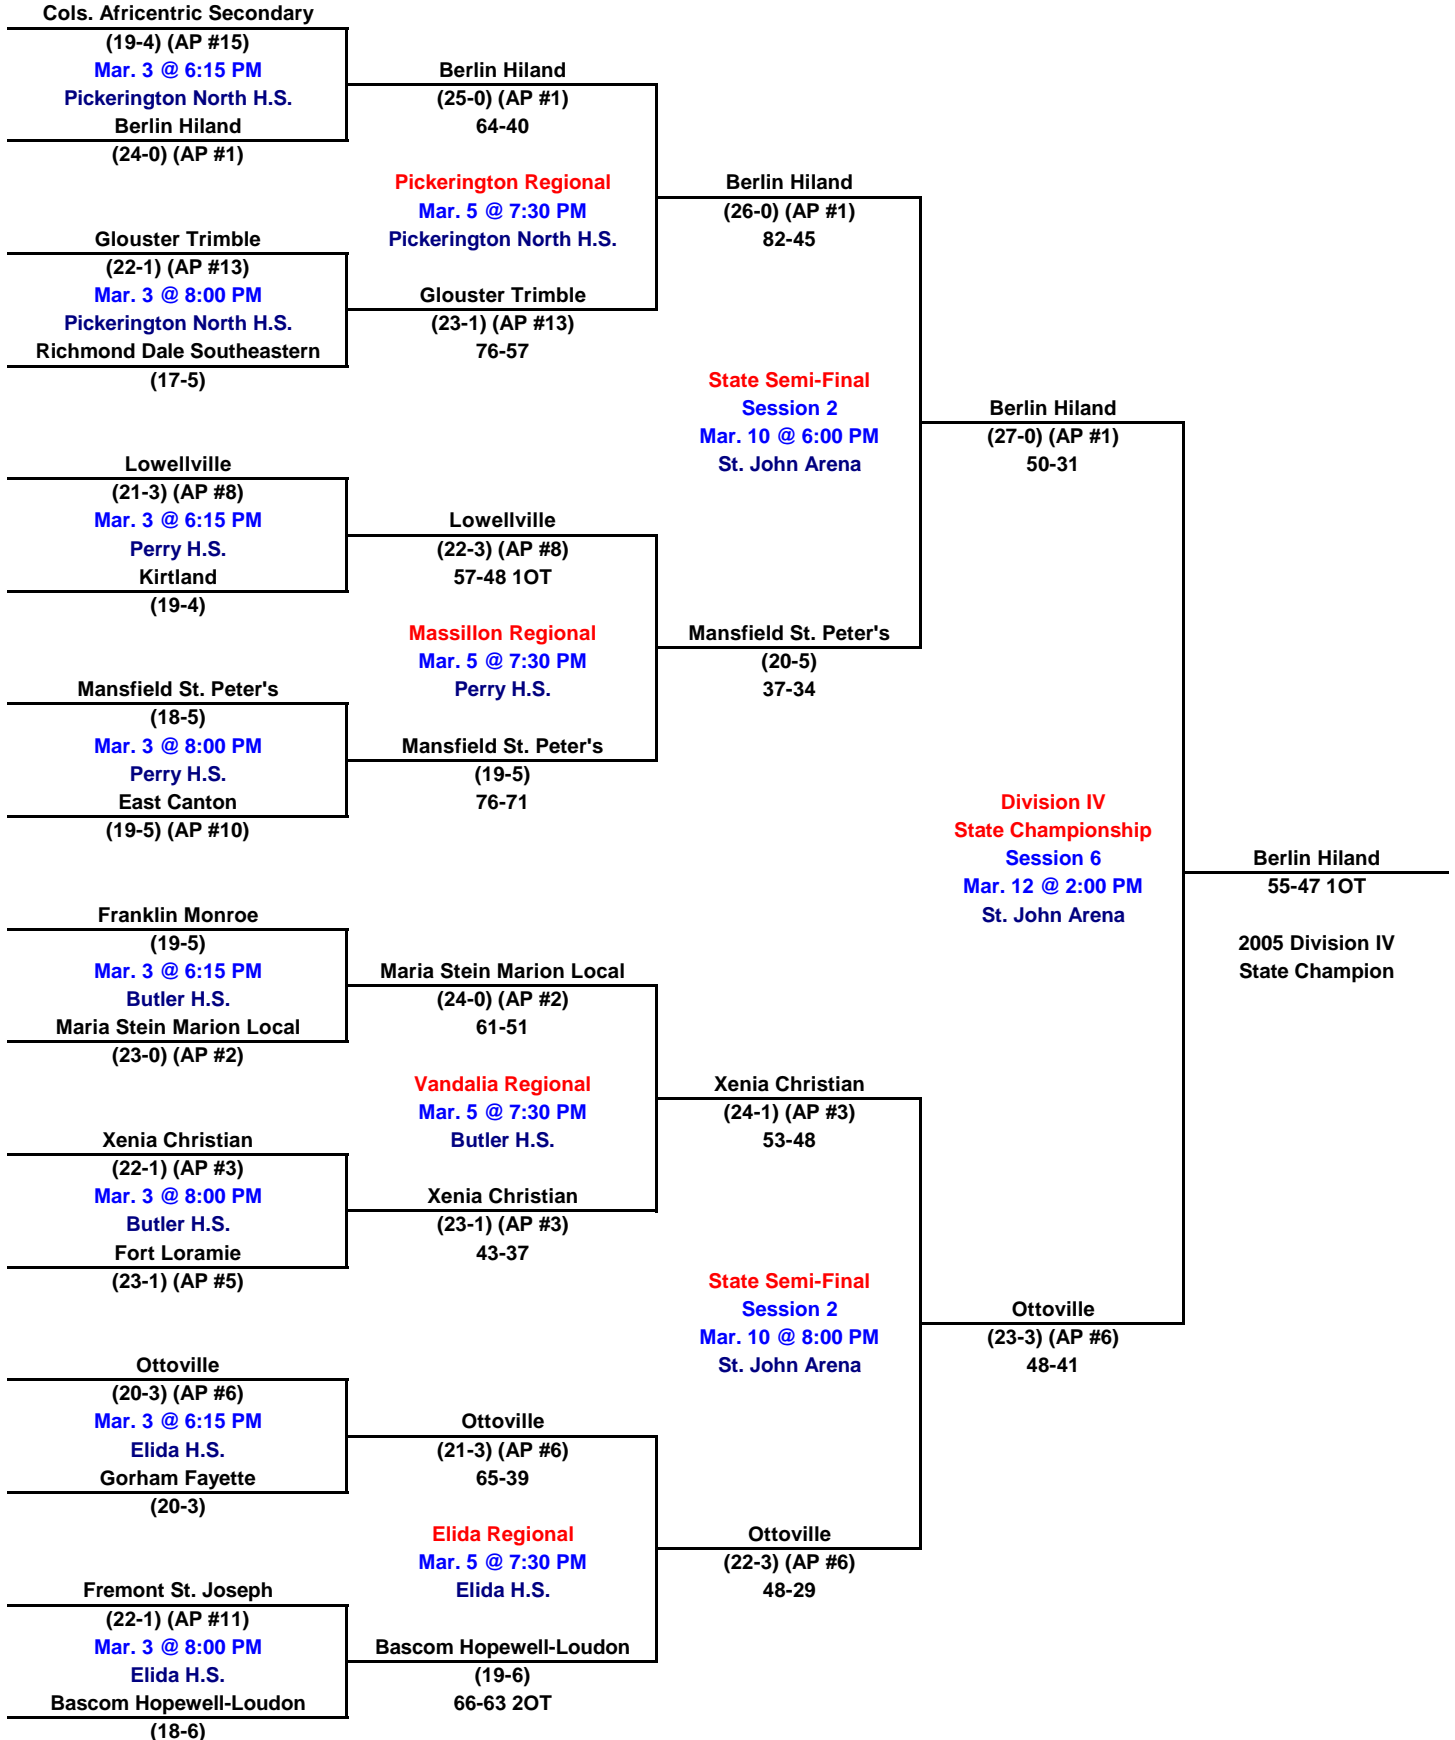 Cols. Africentric Secondary
(19-4) (AP #15)
Mar. 3 @ 6:15 PM
Pickerington North H.S.
Berlin Hiland
(24-0) (AP #1)
Glouster Trimble
(22-1) (AP #13)
Mar. 3 @ 8:00 PM
Pickerington North H.S.
Richmond Dale Southeastern
(17-5)
Lowellville
(21-3) (AP #8)
Mar. 3 @ 6:15 PM
Perry H.S.
Kirtland
(19-4)
Mansfield St. Peter's
(18-5)
Mar. 3 @ 8:00 PM
Perry H.S.
East Canton
(19-5) (AP #10)
Franklin Monroe
(19-5)
Mar. 3 @ 6:15 PM
Butler H.S.
Maria Stein Marion Local
(23-0) (AP #2)
Xenia Christian
(22-1) (AP #3)
Mar. 3 @ 8:00 PM
Butler H.S.
Fort Loramie
(23-1) (AP #5)
Ottoville
(20-3) (AP #6)
Mar. 3 @ 6:15 PM
Elida H.S.
Gorham Fayette
(20-3)
Fremont St. Joseph
(22-1) (AP #11)
Mar. 3 @ 8:00 PM
Elida H.S.
Bascom Hopewell-Loudon
(18-6)
Berlin Hiland
(25-0) (AP #1)
64-40
Pickerington Regional
Mar. 5 @ 7:30 PM
Pickerington North H.S.
Glouster Trimble
(23-1) (AP #13)
76-57
Lowellville
(22-3) (AP #8)
57-48 1OT
Massillon Regional
Mar. 5 @ 7:30 PM
Perry H.S.
Mansfield St. Peter's
(19-5)
76-71
Maria Stein Marion Local
(24-0) (AP #2)
61-51
Vandalia Regional
Mar. 5 @ 7:30 PM
Butler H.S.
Xenia Christian
(23-1) (AP #3)
43-37
Ottoville
(21-3) (AP #6)
65-39
Elida Regional
Mar. 5 @ 7:30 PM
Elida H.S.
Bascom Hopewell-Loudon
(19-6)
66-63 2OT
Berlin Hiland
(26-0) (AP #1)
82-45
State Semi-Final
Session 2
Mar. 10 @ 6:00 PM
St. John Arena
Mansfield St. Peter's
(20-5)
37-34
Xenia Christian
(24-1) (AP #3)
53-48
State Semi-Final
Session 2
Mar. 10 @ 8:00 PM
St. John Arena
Ottoville
(22-3) (AP #6)
48-29
Berlin Hiland
(27-0) (AP #1)
50-31
Division IV
State Championship
Session 6
Mar. 12 @ 2:00 PM
St. John Arena
Ottoville
(23-3) (AP #6)
48-41
Berlin Hiland
55-47 1OT
2005 Division IV
State Champion